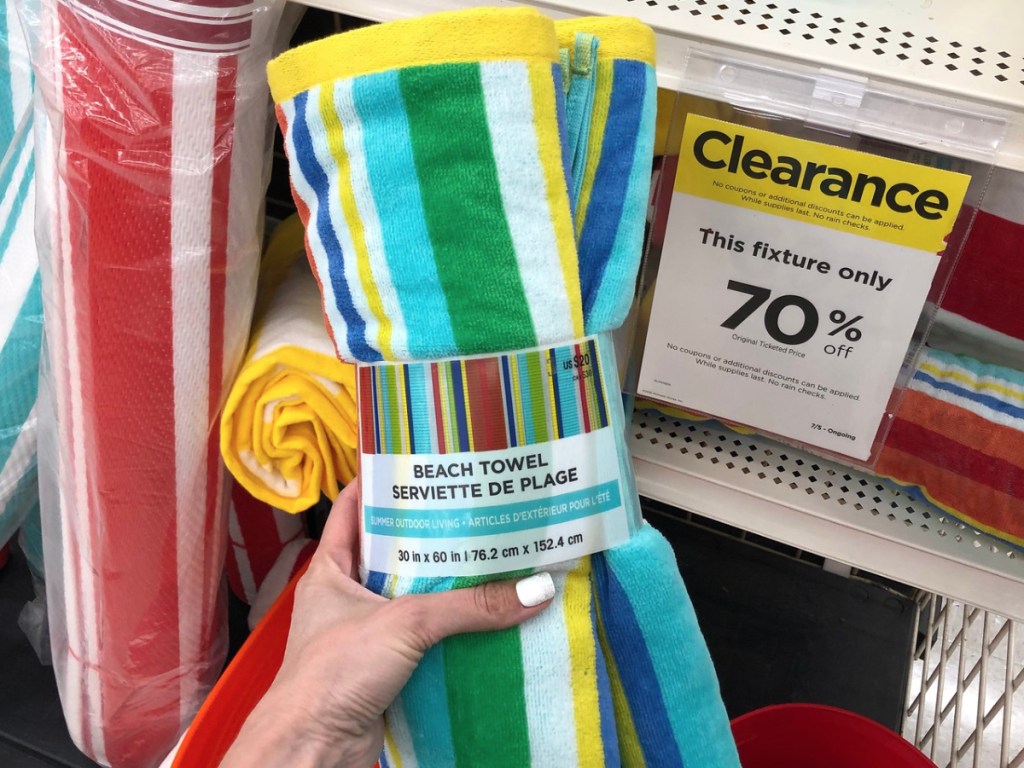 US$20
BEACH TOWEL
SERVIETTE DE PLAGE
SUMMER OUTDOOR LIVING • ARTICLES D'EXTÉRIEUR POUR L'ÉTÉ
30 in x 60 in I 76.2 cm x 152.4 cm
Clearance
No coupons or additional discounts can be applied.
While supplies last. No rain checks.
This fixture only
70% off
Original Ticketed Price
No coupons or additional discounts can be applied.
While supplies last. No rain checks.
7/5 - Ongoing